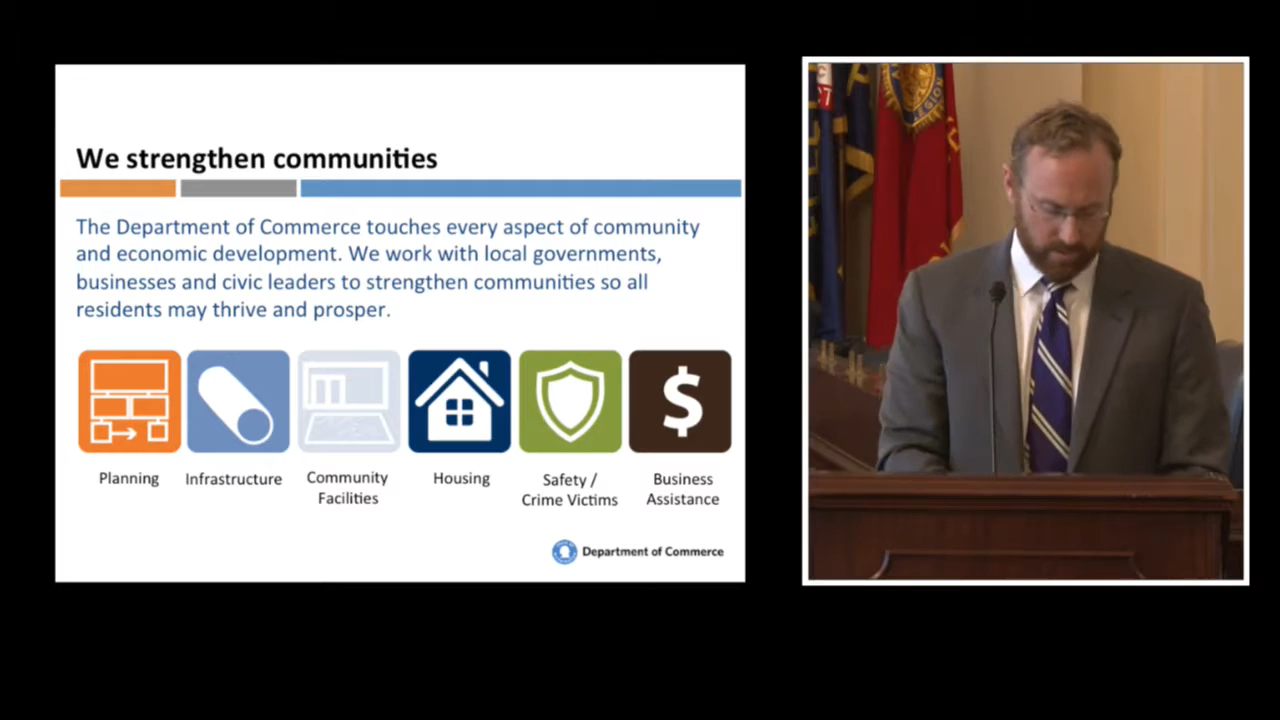 We strengthen communities
The Department of Commerce touches every aspect of community
and economic development. We work with local governments,
businesses and civic leaders to strengthen communities so all
residents may thrive and prosper.
$
Planning
Infrastructure
Community
Facilities
Housing
Safety /
Crime Victims
Business
Assistance
Department of Commerce